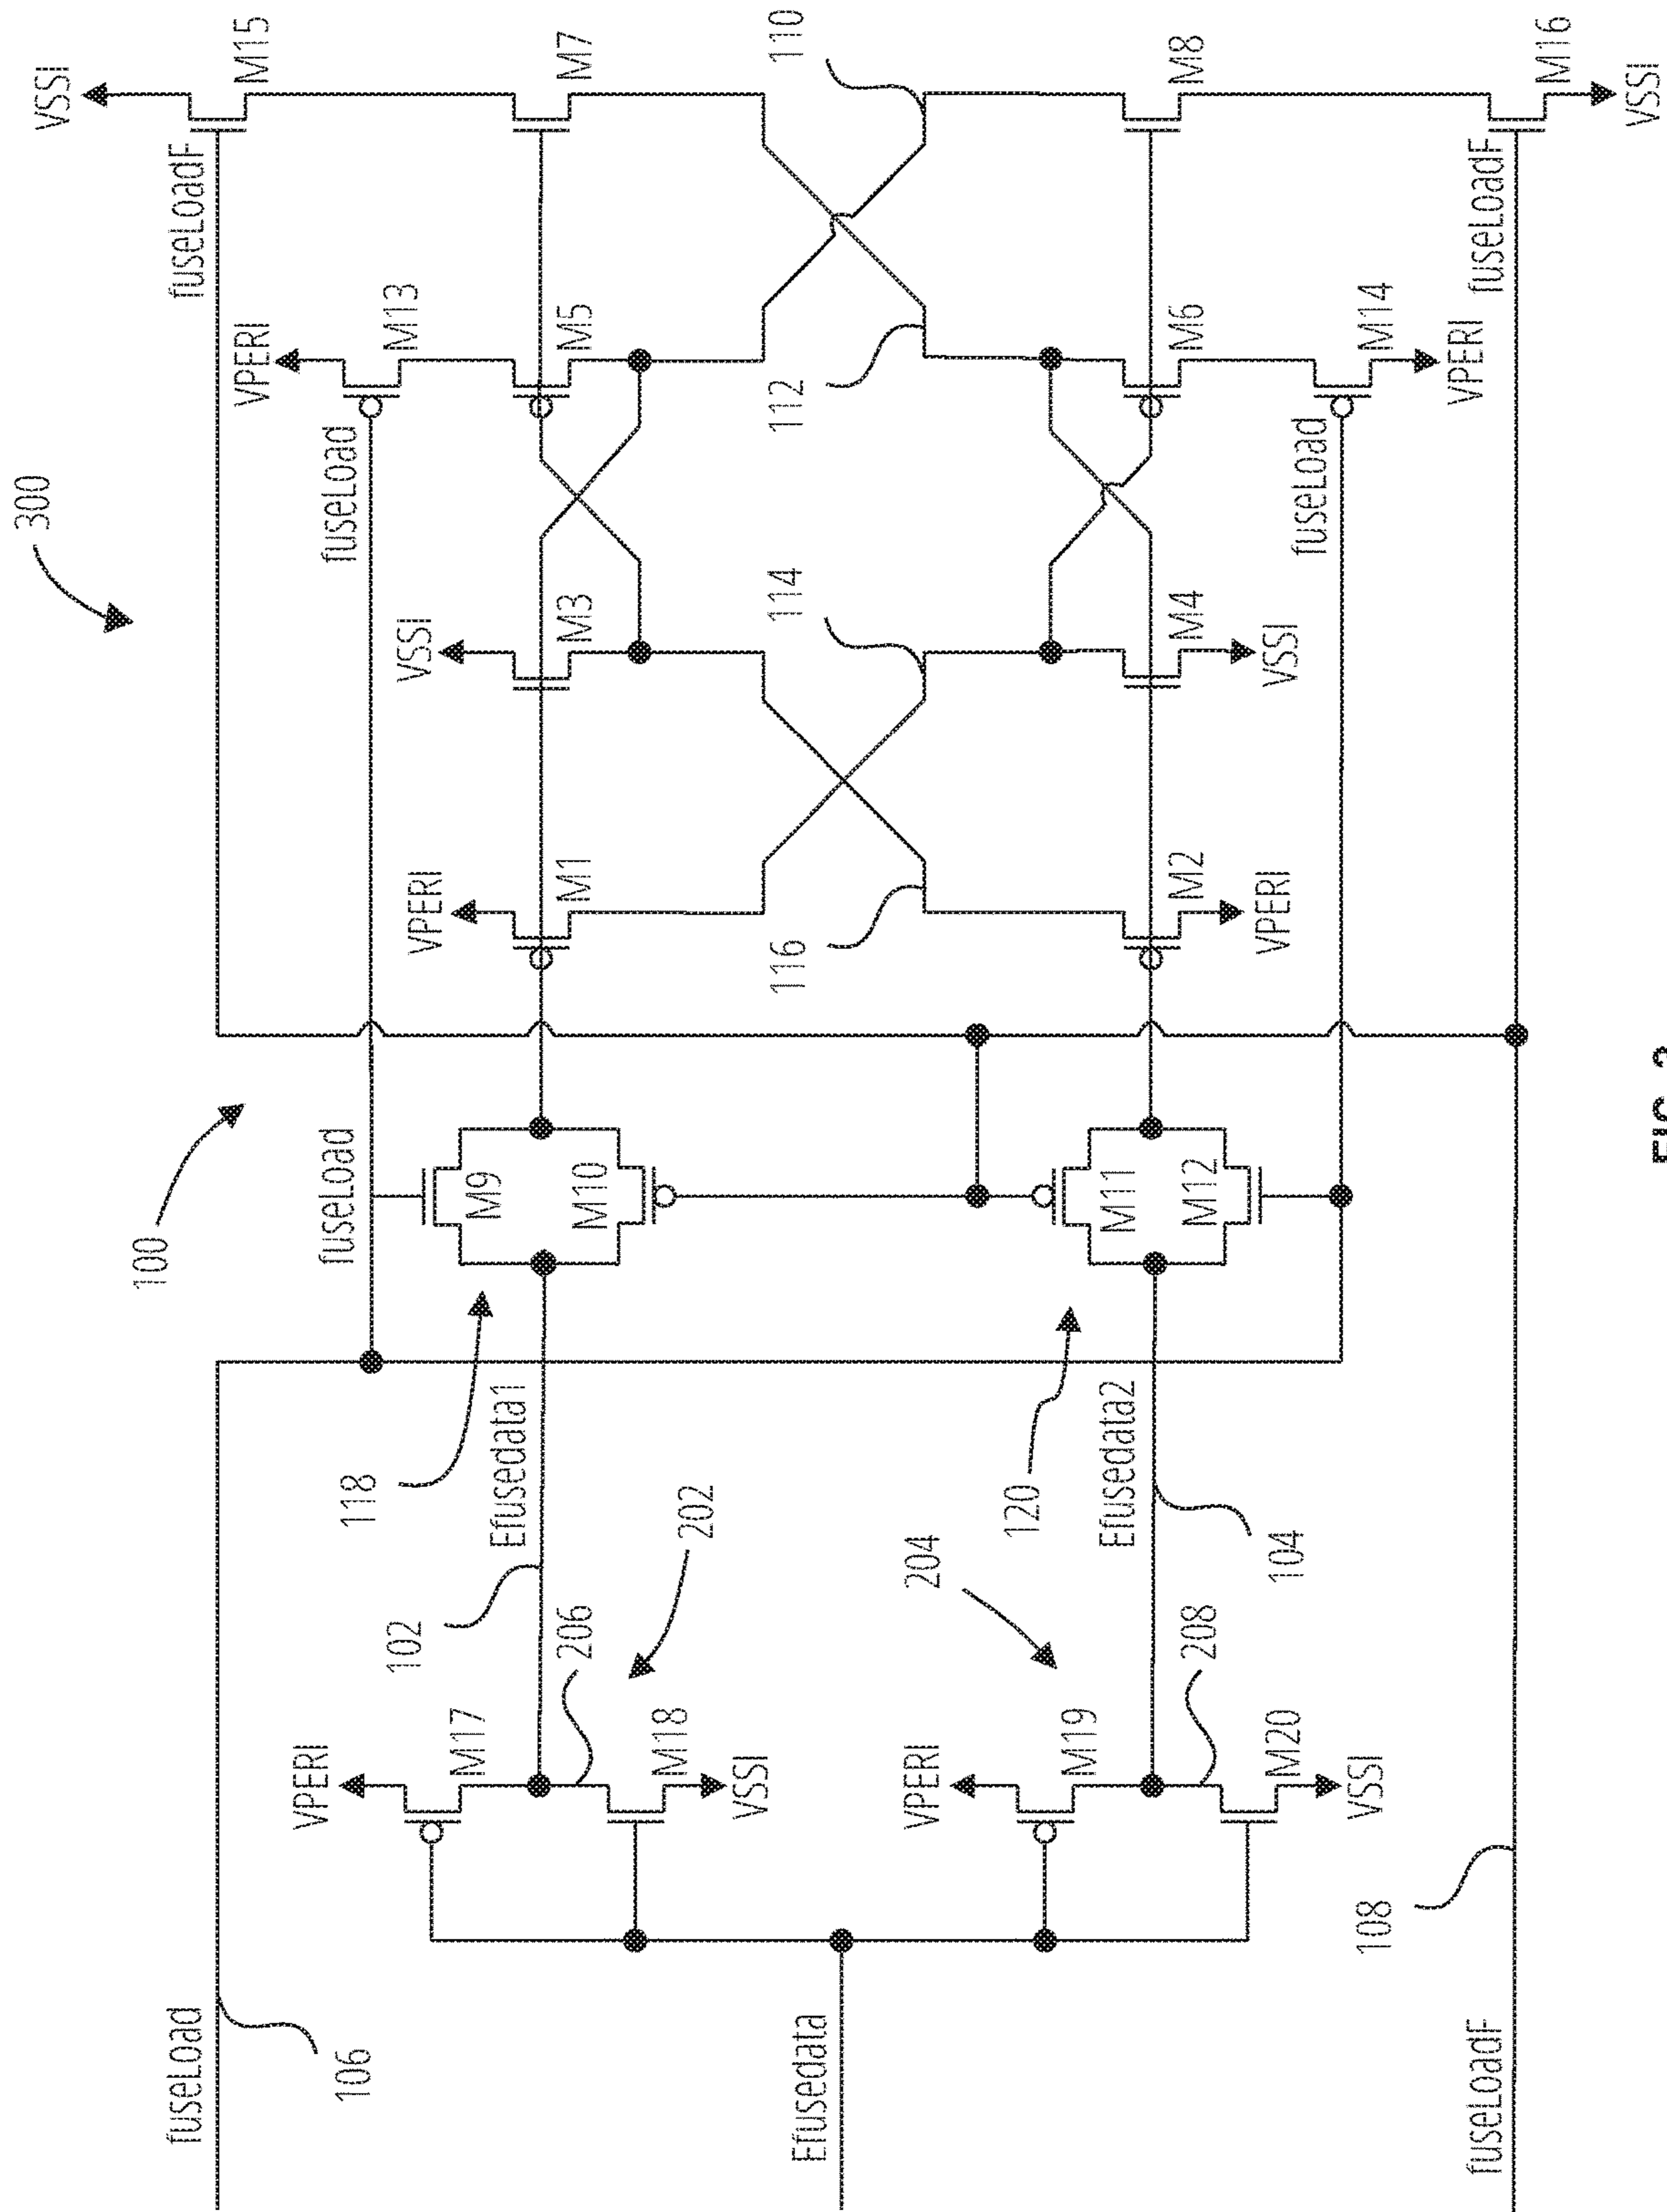 300
VSSI
100
fuseLoad
fuseLoadF
M15
VPERI
VPERI
fuseLoad
fuseLoad
106
118
102
VPERI
VSSI
M13
M17
M9
Efusedata1
206
M10
M1
M3
M5
M7
M18
202
VSSI
116
114
112
110
Efusedata
VPERI
204
120
M19
Efusedata2
M11
208
M12
M2
M4
M6
M8
M20
104
VPERI
VSSI
fuseLoad
108
VSSI
M14
VPERI
fuseLoadF
fuseLoadF
M16
VSSI